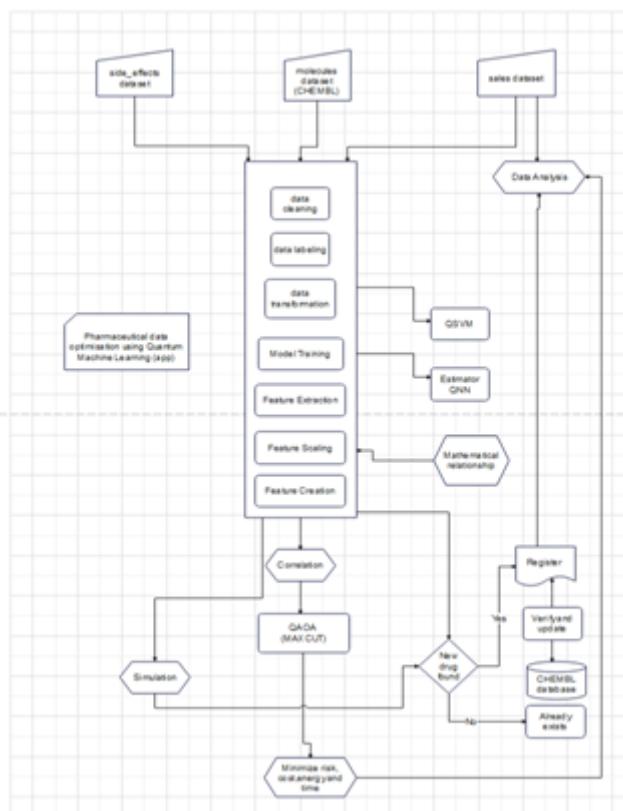 side_effects
dataset
molecules
dataset
(CHEMBL)
sales dataset
Data Analysis
data
cleaning
data labeling
data
transformation
QSVM
Pharmaceutical data
optimisation using Quantum
Machine Learning (app)
Model Training
Estimator
QNN
Feature Extraction
Feature Scaling
Mathematical
relationship
Feature Creation
Correlation
Register
QAOA
(MAX CUT)
Yes
Verify and
update
Simulation
New
drug
found
CHEMBL
database
No
Already
exists
Minimize risk,
cost,energy and
time